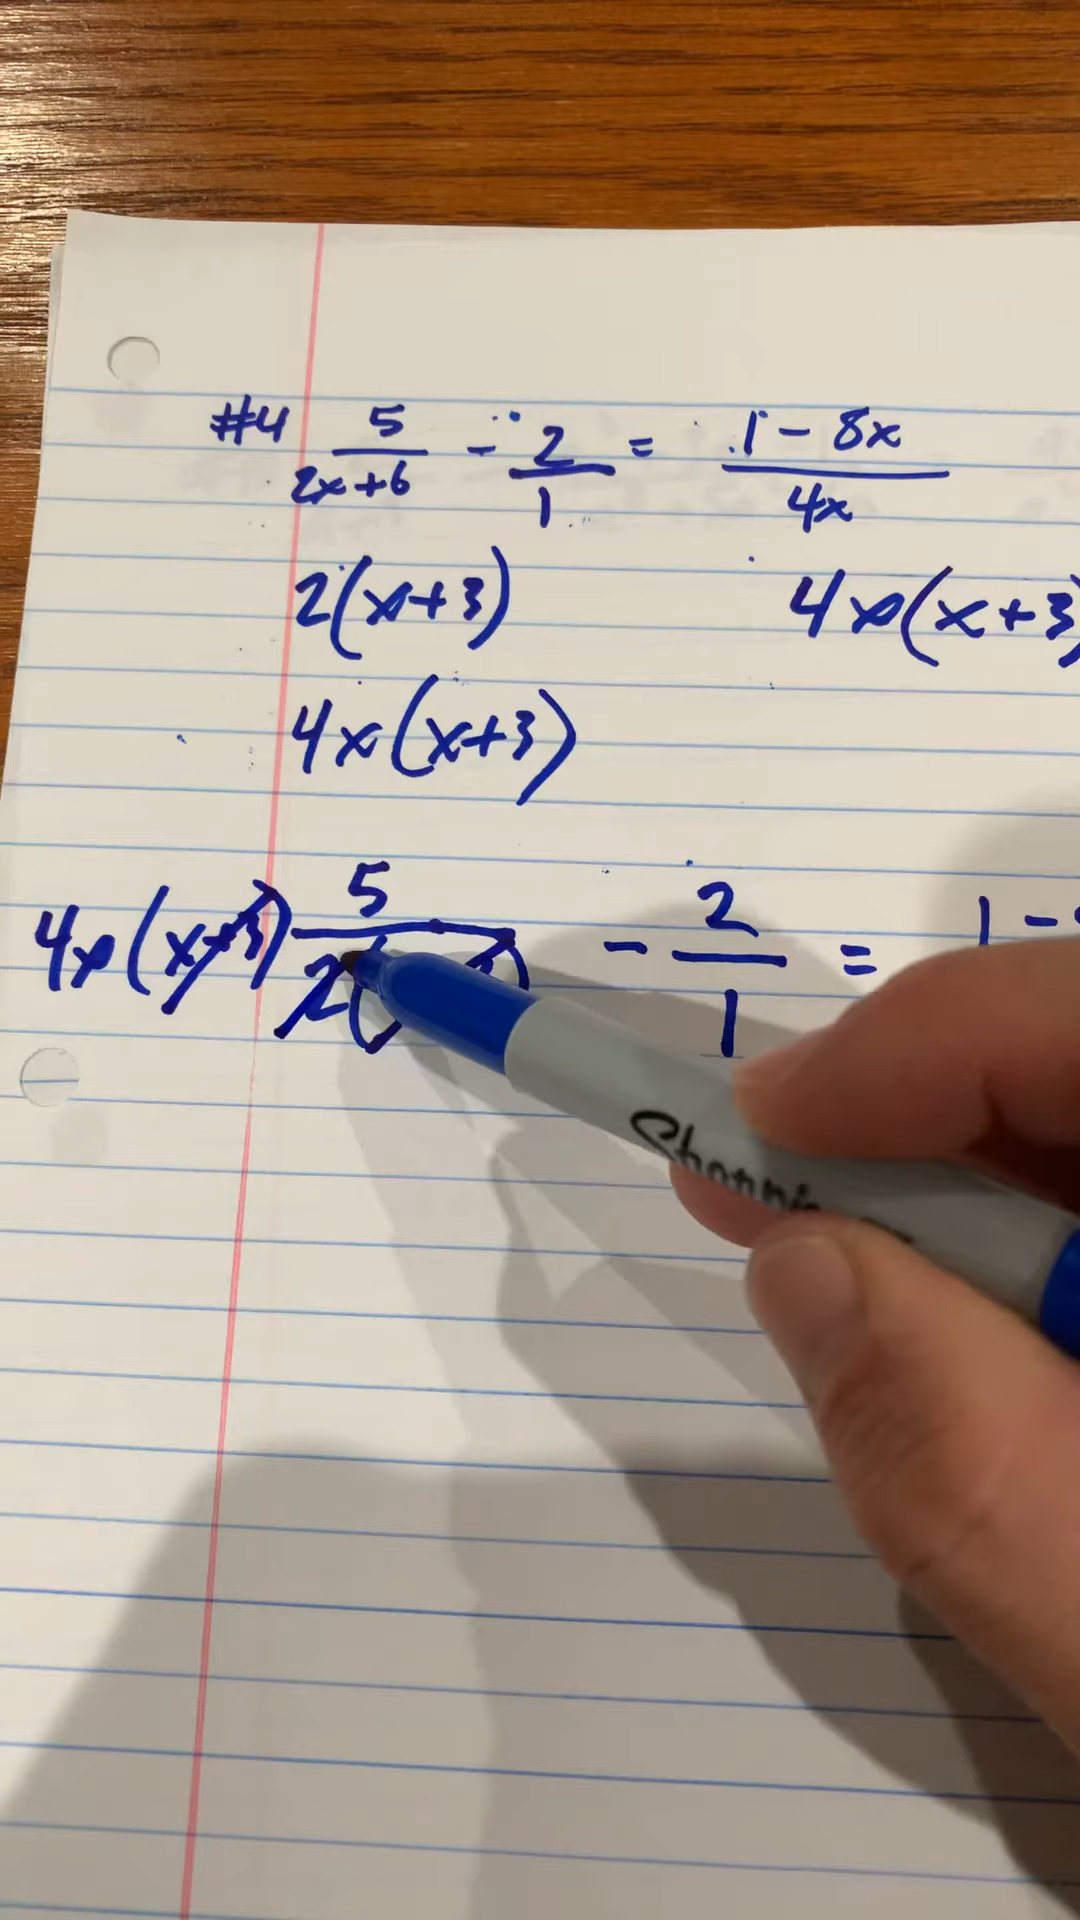 #4 5/(2x+6) - 2/1 = 1 - 8x/4x
2(x+3) 4x(x+3)
4x(x+3)
4x(x+3) 5/2( - 2/1 = 1 -
Sharpie